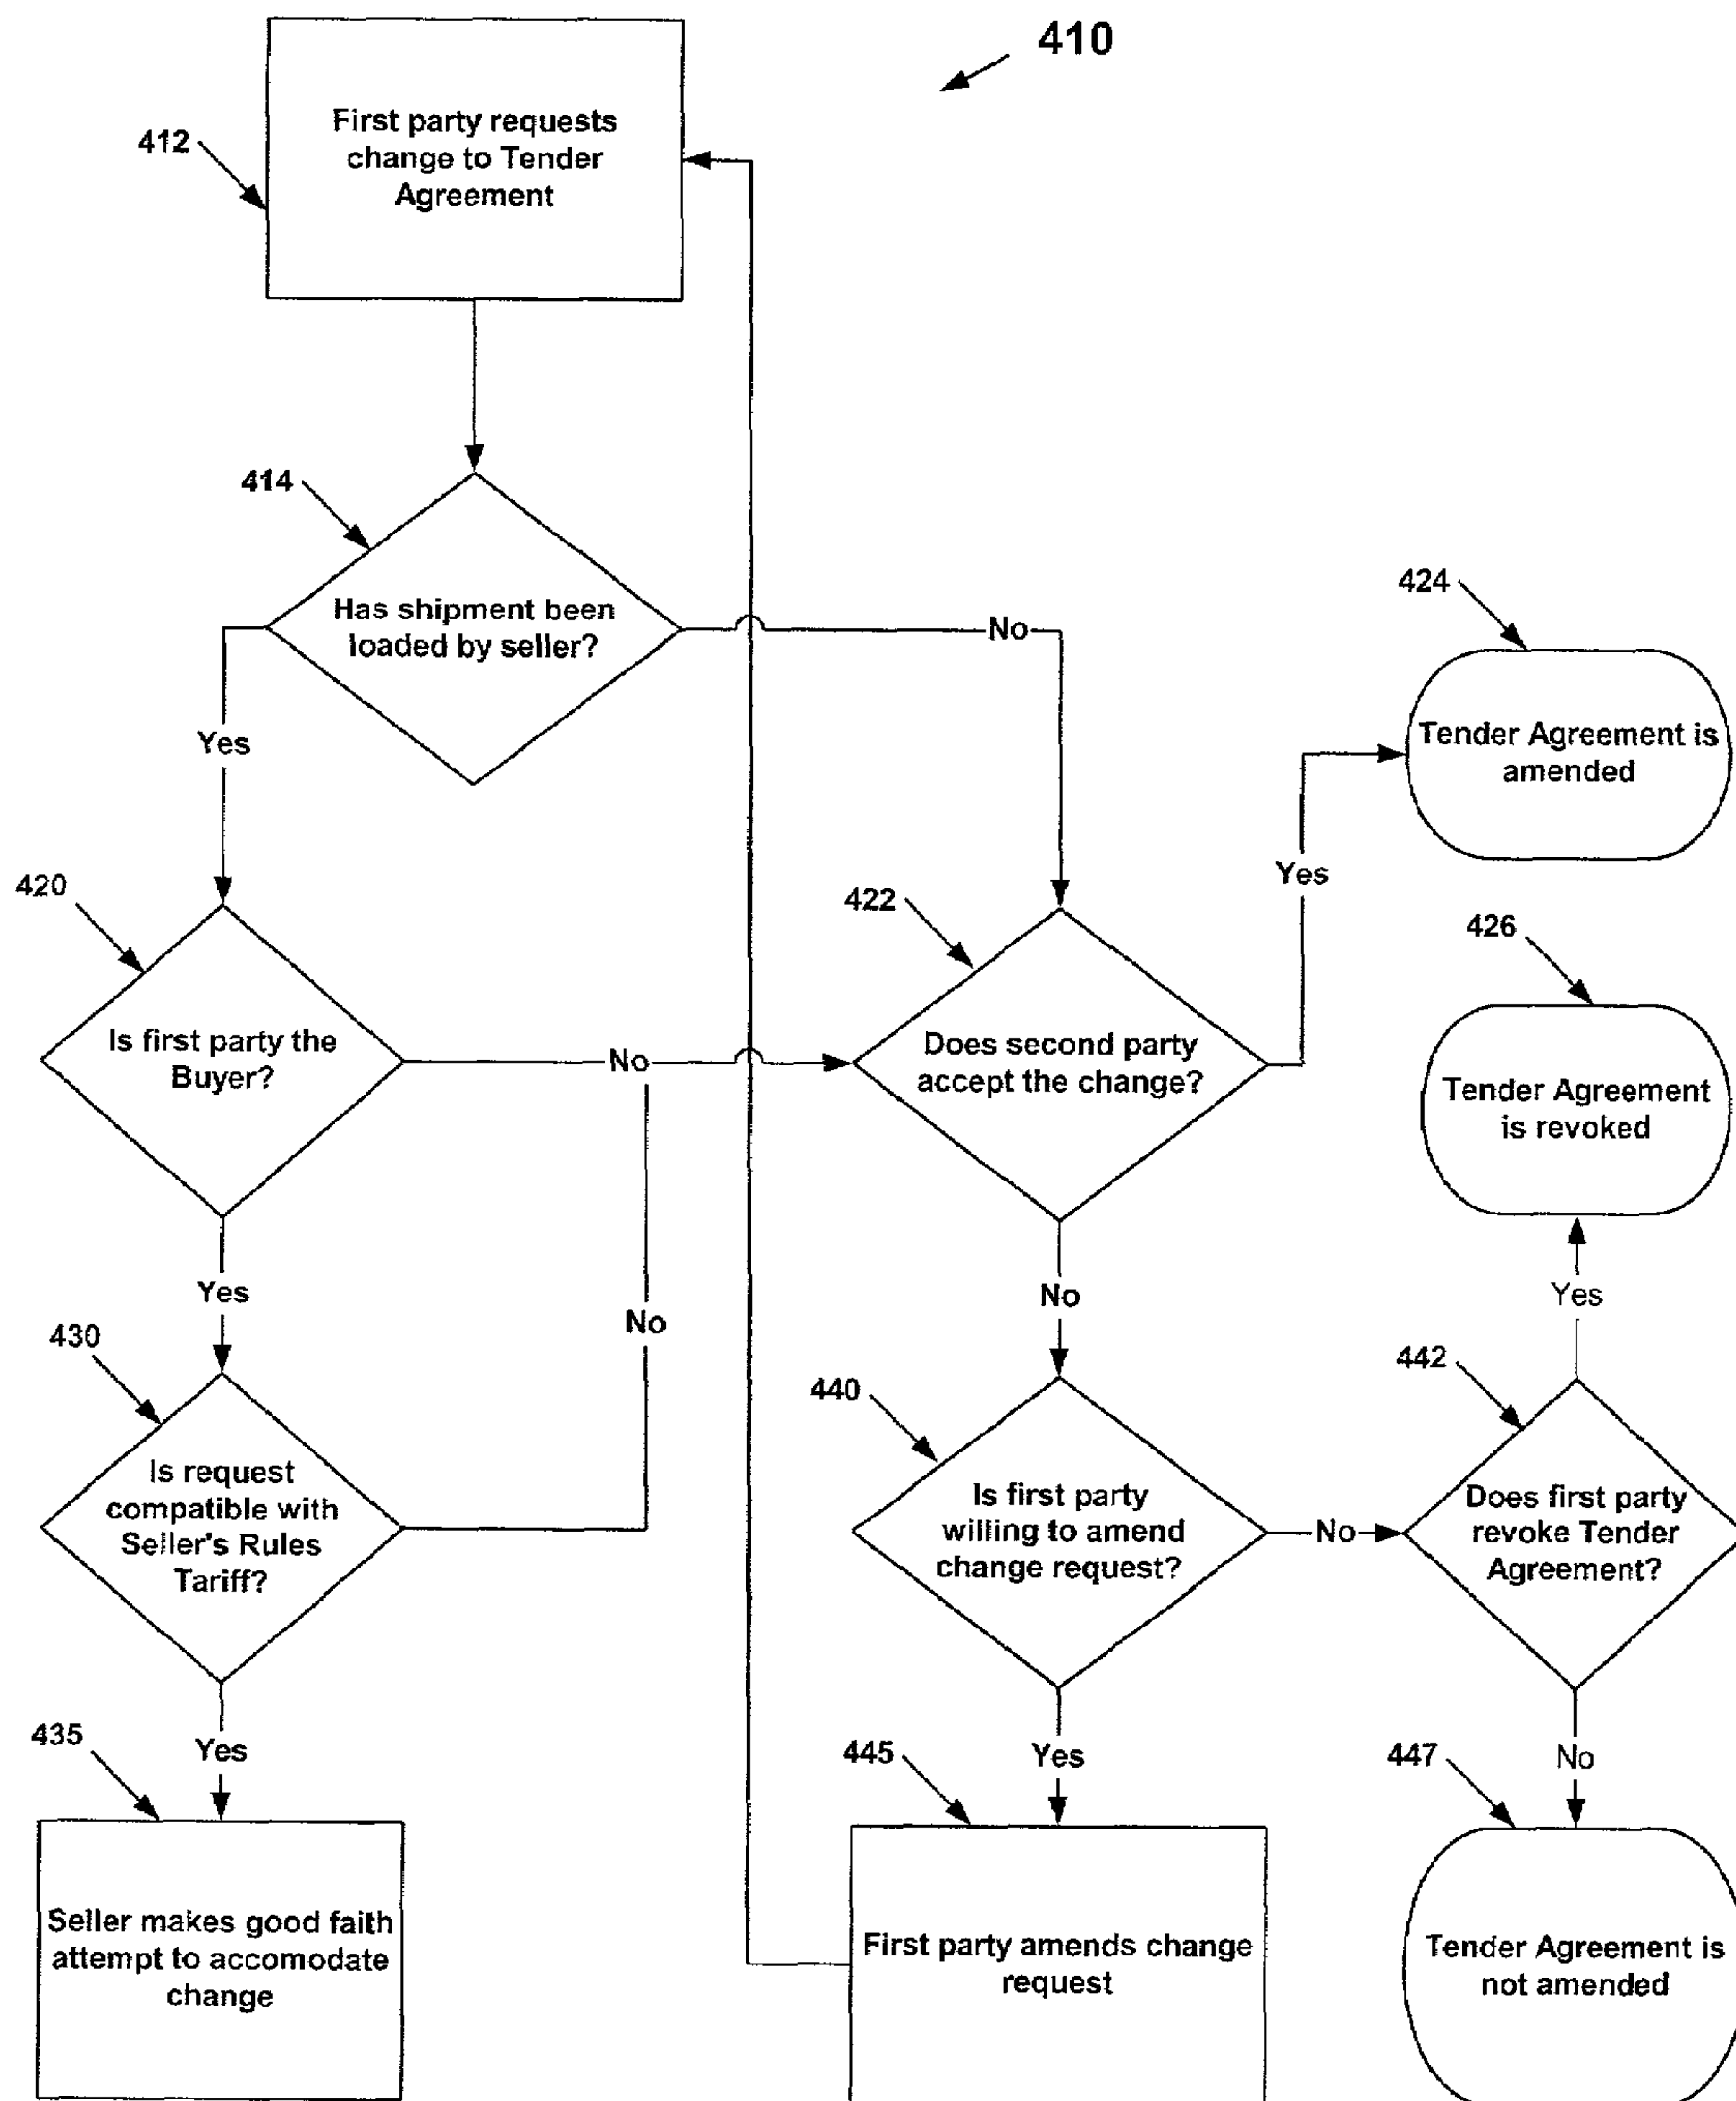 410
412
First party requests
change to Tender
Agreement
414
Has shipment been
loaded by seller?
No
Yes
424
Tender Agreement is
amended
Yes
420
Is first party the
Buyer?
No
422
Does second party
accept the change?
426
Tender Agreement
is revoked
Yes
No
No
Yes
430
Is request
compatible with
Seller's Rules
Tariff?
440
Is first party
willing to amend
change request?
No
442
Does first party
revoke Tender
Agreement?
Yes
Yes
No
435
Seller makes good faith
attempt to accomodate
change
445
First party amends change
request
447
Tender Agreement is
not amended